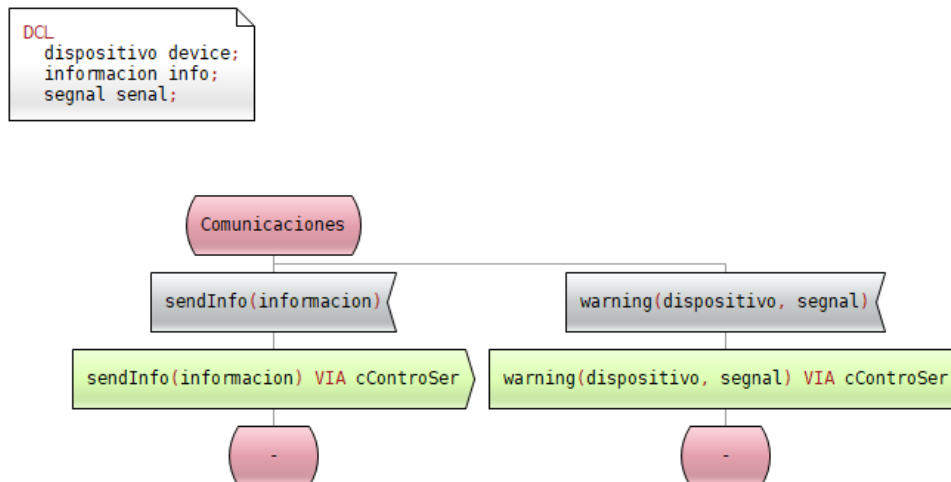 DCL
dispositivo device;
informacion info;
segnal senal;
Comunicaciones
sendInfo(informacion)
warning(dispositivo, segnal)
sendInfo(informacion) VIA cControSer
warning(dispositivo, segnal) VIA cControSer
-
-